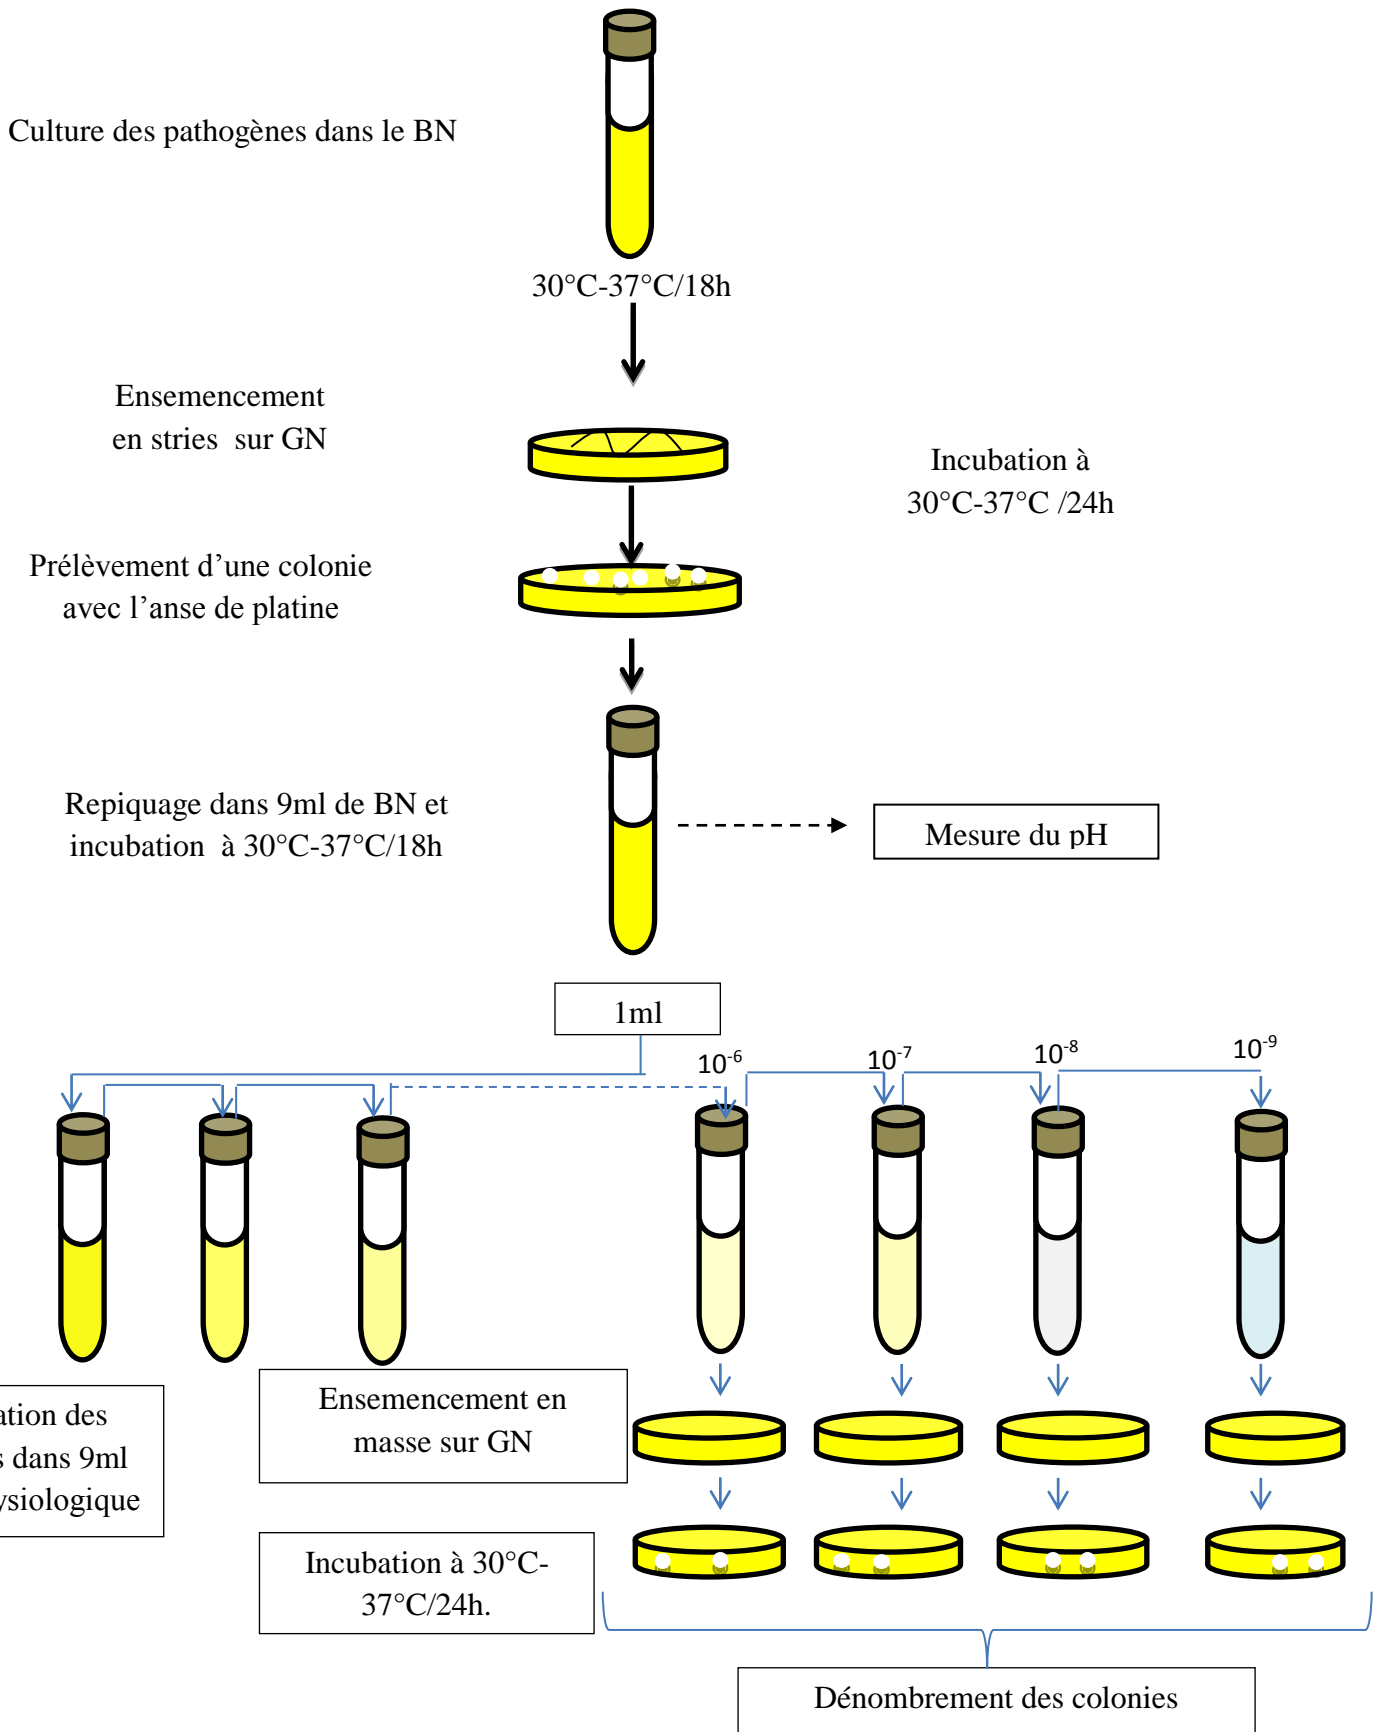 Culture des pathogènes dans le BN
30°C-37°C/18h
Ensemencement
en stries sur GN
Incubation à
30°C-37°C /24h
Prélèvement d’une colonie
avec l’anse de platine
Repiquage dans 9ml de BN et
incubation à 30°C-37°C/18h
Mesure du pH
1ml
10⁻⁶ 10⁻⁷ 10⁻⁸ 10⁻⁹
des
dans 9ml
Ensemencement en
masse sur GN
Incubation à 30°C-
37°C/24h.
Dénombrement des colonies